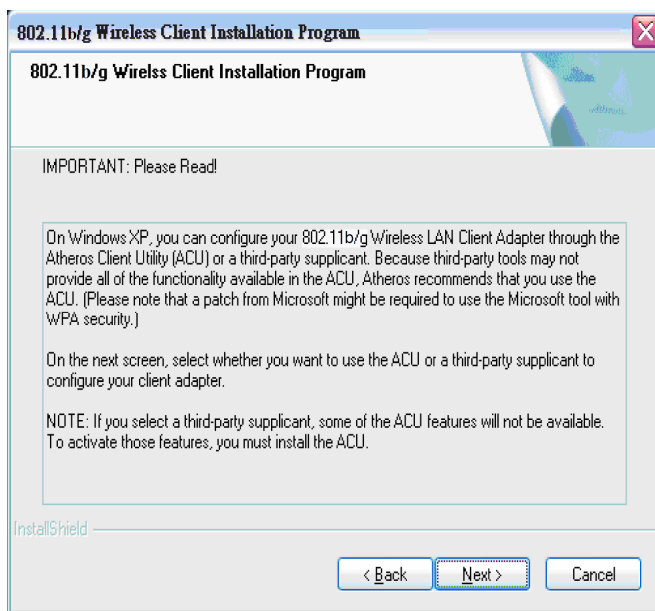 802.11b/g Wireless Client Installation Program
802.11b/g Wirelss Client Installation Program
IMPORTANT: Please Read!
On Windows XP, you can configure your 802.11b/g Wireless LAN Client Adapter through the
Atheros Client Utility (ACU) or a third-party supplicant. Because third-party tools may not
provide all of the functionality available in the ACU, Atheros recommends that you use the
ACU. (Please note that a patch from Microsoft might be required to use the Microsoft tool with
WPA security.)
On the next screen, select whether you want to use the ACU or a third-party supplicant to
configure your client adapter.
NOTE: If you select a third-party supplicant, some of the ACU features will not be available.
To activate those features, you must install the ACU.
InstallShield
< Back
Next >
Cancel